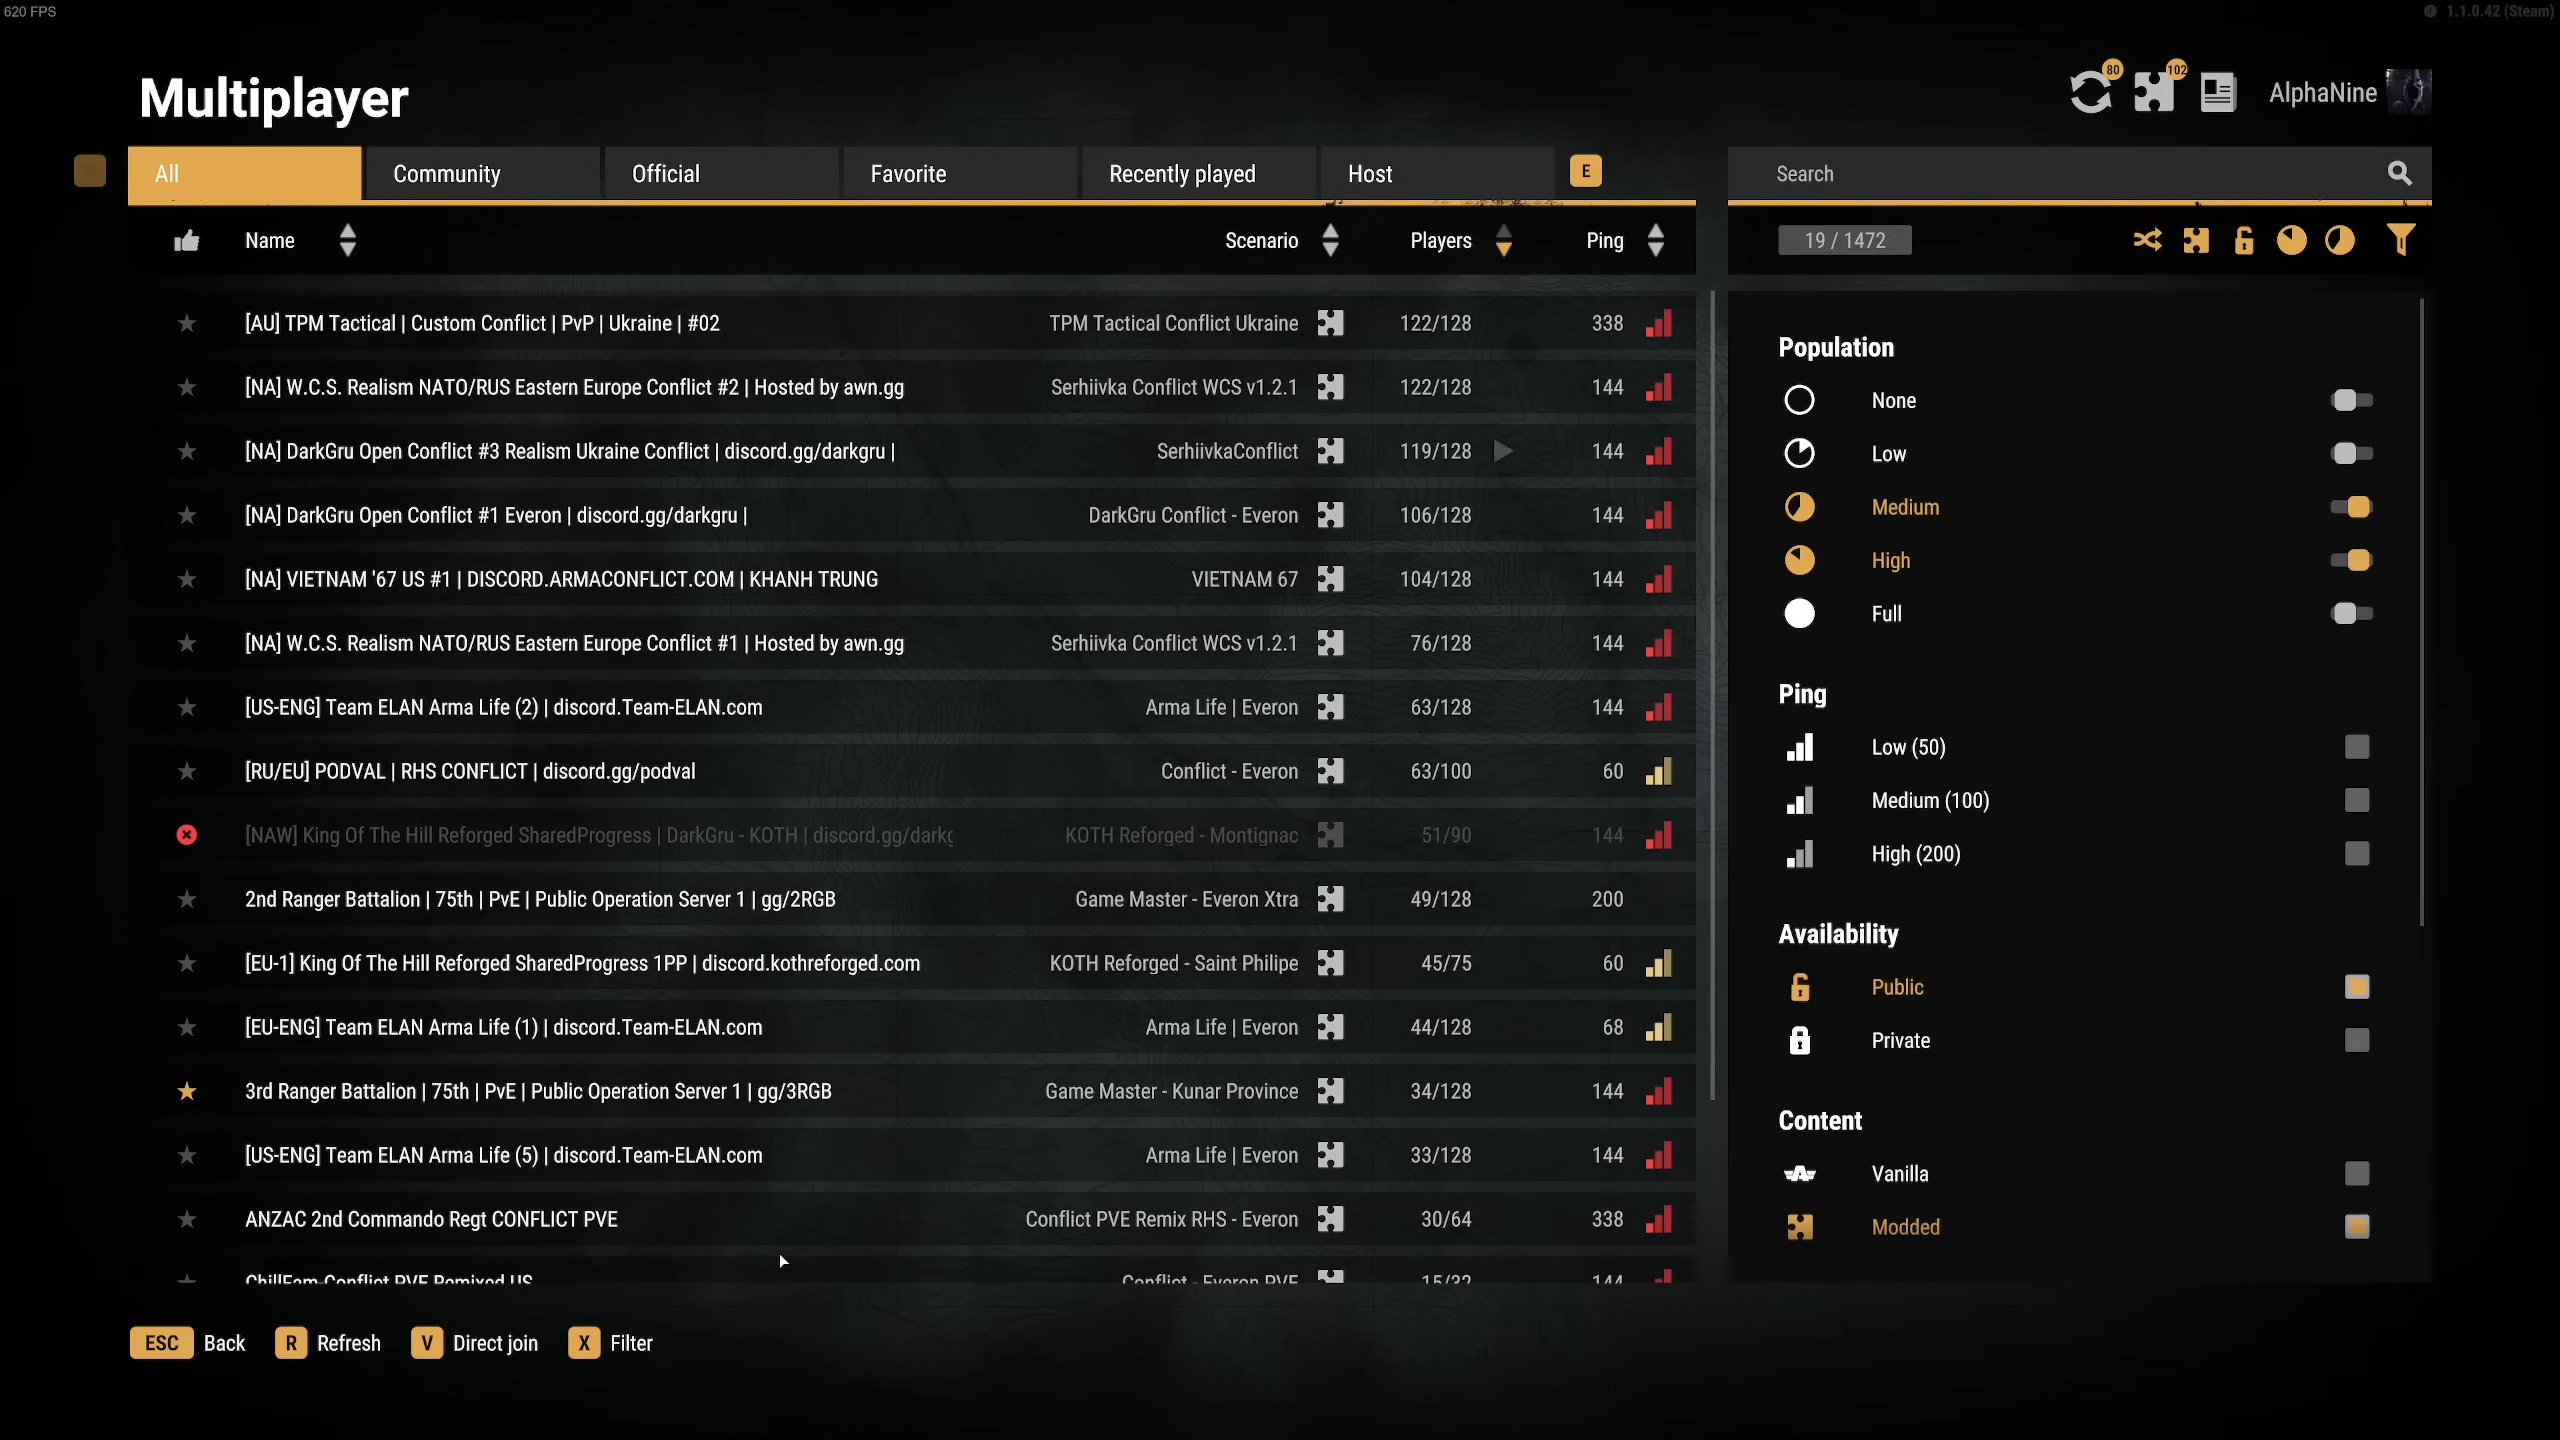 620 FPS
1.1.0.42 (Steam)
Multiplayer
80
102
AlphaNine
All
Community
Official
Favorite
Recently played
Host
E
Search
Name
Scenario
Players
Ping
19 / 1472
[AU] TPM Tactical | Custom Conflict | PvP | Ukraine | #02 TPM Tactical Conflict Ukraine 122/128 338
[NA] W.C.S. Realism NATO/RUS Eastern Europe Conflict #2 | Hosted by awn.gg Serhiivka Conflict WCS v1.2.1 122/128 144
[NA] DarkGru Open Conflict #3 Realism Ukraine Conflict | discord.gg/darkgru | SerhiivkaConflict 119/128 144
[NA] DarkGru Open Conflict #1 Everon | discord.gg/darkgru | DarkGru Conflict - Everon 106/128 144
[NA] VIETNAM '67 US #1 | DISCORD.ARMACONFLICT.COM | KHANH TRUNG VIETNAM 67 104/128 144
[NA] W.C.S. Realism NATO/RUS Eastern Europe Conflict #1 | Hosted by awn.gg Serhiivka Conflict WCS v1.2.1 76/128 144
[US-ENG] Team ELAN Arma Life (2) | discord.Team-ELAN.com Arma Life | Everon 63/128 144
[RU/EU] PODVAL | RHS CONFLICT | discord.gg/podval Conflict - Everon 63/100 60
[NAW] King Of The Hill Reforged SharedProgress | DarkGru - KOTH | discord.gg/darkg KOTH Reforged - Montignac 51/90 144
2nd Ranger Battalion | 75th | PvE | Public Operation Server 1 | gg/2RGB Game Master - Everon Xtra 49/128 200
[EU-1] King Of The Hill Reforged SharedProgress 1PP | discord.kothreforged.com KOTH Reforged - Saint Philipe 45/75 60
[EU-ENG] Team ELAN Arma Life (1) | discord.Team-ELAN.com Arma Life | Everon 44/128 68
3rd Ranger Battalion | 75th | PvE | Public Operation Server 1 | gg/3RGB Game Master - Kunar Province 34/128 144
[US-ENG] Team ELAN Arma Life (5) | discord.Team-ELAN.com Arma Life | Everon 33/128 144
ANZAC 2nd Commando Regt CONFLICT PVE Conflict PVE Remix RHS - Everon 30/64 338
ChillFam-Conflict PVE Remixed US Conflict - Everon PVE 15/32 144
Population
None
Low
Medium
High
Full
Ping
Low (50)
Medium (100)
High (200)
Availability
Public
Private
Content
Vanilla
Modded
ESC Back R Refresh V Direct join X Filter